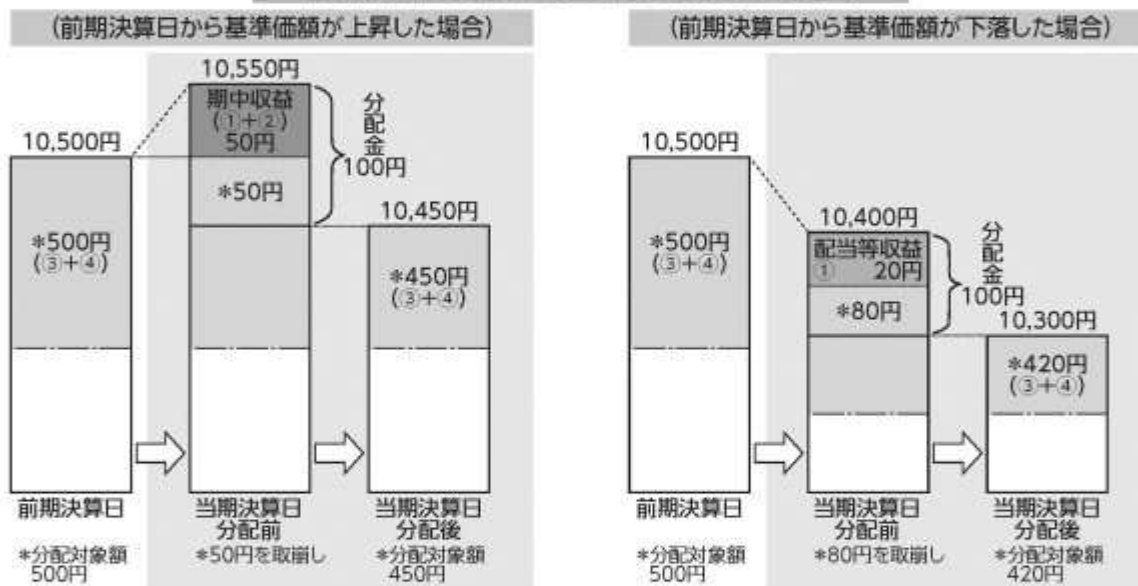 (前期決算日から基準価額が上昇した場合)
10,550円
期中収益
(①+②)
50円
分配金
100円
10,500円
*50円
10,450円
*500円
(③+④)
*450円
(③+④)
前期決算日
当期決算日
分配前
当期決算日
分配後
*分配対象額
500円
*50円を取崩し
*分配対象額
450円
(前期決算日から基準価額が下落した場合)
10,500円
*500円
(③+④)
10,400円
配当等収益
① 20円
分配金
100円
*80円
10,300円
*420円
(③+④)
前期決算日
当期決算日
分配前
当期決算日
分配後
*分配対象額
500円
*80円を取崩し
*分配対象額
420円